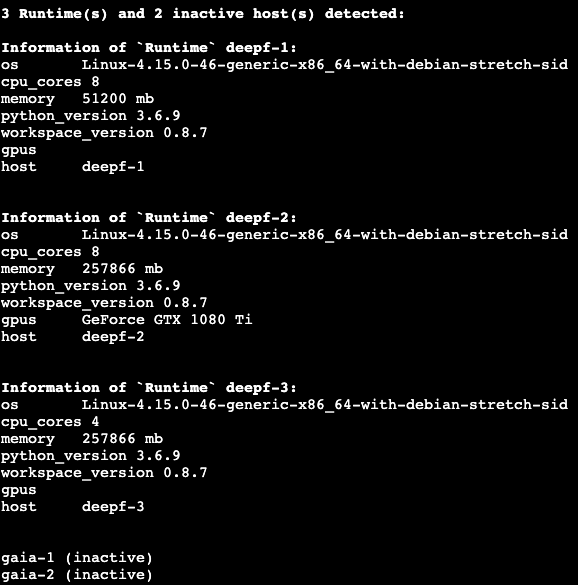 3 Runtime(s) and 2 inactive host(s) detected:
Information of `Runtime` deepf-1:
os Linux-4.15.0-46-generic-x86_64-with-debian-stretch-sid
cpu_cores 8
memory 51200 mb
python_version 3.6.9
workspace_version 0.8.7
gpus
host deepf-1
Information of `Runtime` deepf-2:
os Linux-4.15.0-46-generic-x86_64-with-debian-stretch-sid
cpu_cores 8
memory 257866 mb
python_version 3.6.9
workspace_version 0.8.7
gpus GeForce GTX 1080 Ti
host deepf-2
Information of `Runtime` deepf-3:
os Linux-4.15.0-46-generic-x86_64-with-debian-stretch-sid
cpu_cores 4
memory 257866 mb
python_version 3.6.9
workspace_version 0.8.7
gpus
host deepf-3
gaia-1 (inactive)
gaia-2 (inactive)